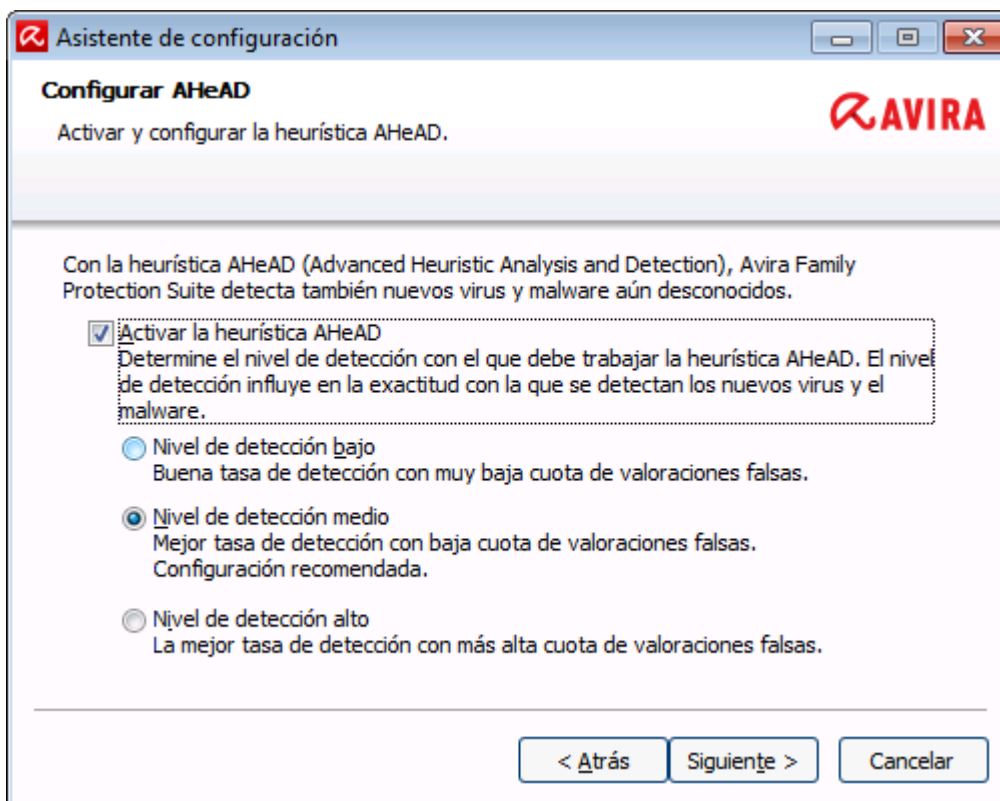 Asistente de configuración
Configurar AHeAD
Activar y configurar la heurística AHeAD.
AVIRA
Con la heurística AHeAD (Advanced Heuristic Analysis and Detection), Avira Family
Protection Suite detecta también nuevos virus y malware aún desconocidos.
Activar la heurística AHeAD
Determine el nivel de detección con el que debe trabajar la heurística AHeAD. El nivel
de detección influye en la exactitud con la que se detectan los nuevos virus y el
malware.
Nivel de detección bajo
Buena tasa de detección con muy baja cuota de valoraciones falsas.
Nivel de detección medio
Mejor tasa de detección con baja cuota de valoraciones falsas.
Configuración recomendada.
Nivel de detección alto
La mejor tasa de detección con más alta cuota de valoraciones falsas.
< Atrás
Siguiente >
Cancelar